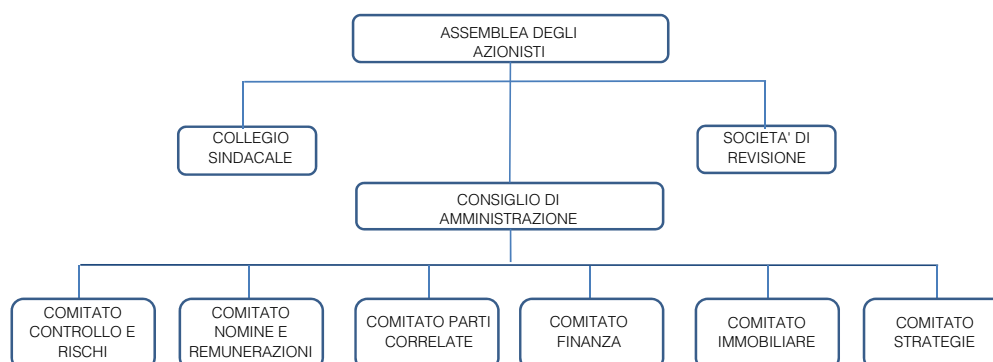 ASSEMBLEA DEGLI
AZIONISTI
COLLEGIO
SINDACALE
SOCIETA' DI
REVISIONE
CONSIGLIO DI
AMMINISTRAZIONE
COMITATO
CONTROLLO E
RISCHI
COMITATO
NOMINE E
REMUNERAZIONI
COMITATO PARTI
CORRELATE
COMITATO
FINANZA
COMITATO
IMMOBILIARE
COMITATO
STRATEGIE